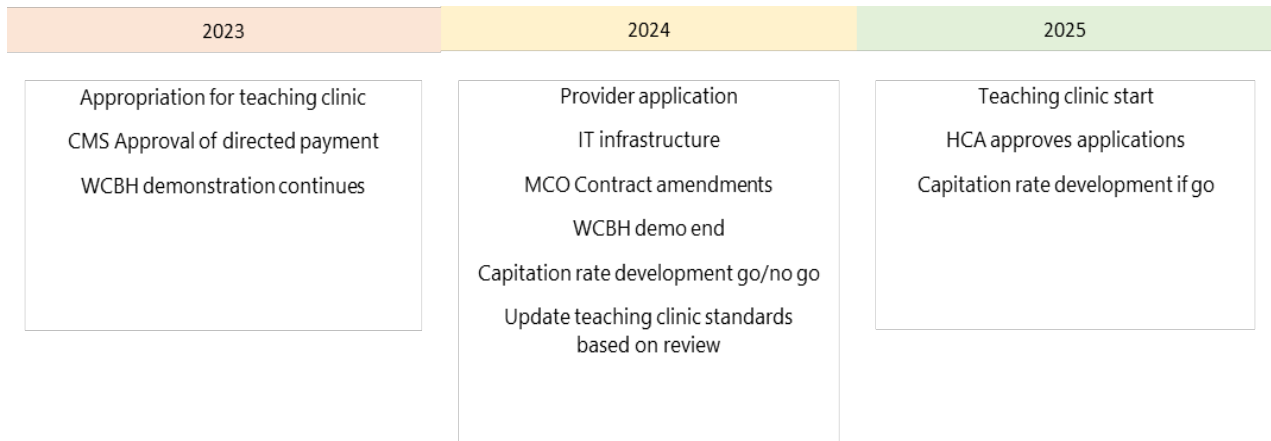 2023
2024
2025
Appropriation for teaching clinic
CMS Approval of directed payment
WCBH demonstration continues
Provider application
IT infrastructure
MCO Contract amendments
WCBH demo end
Capitation rate development go/no go
Update teaching clinic standards
based on review
Teaching clinic start
HCA approves applications
Capitation rate development if go